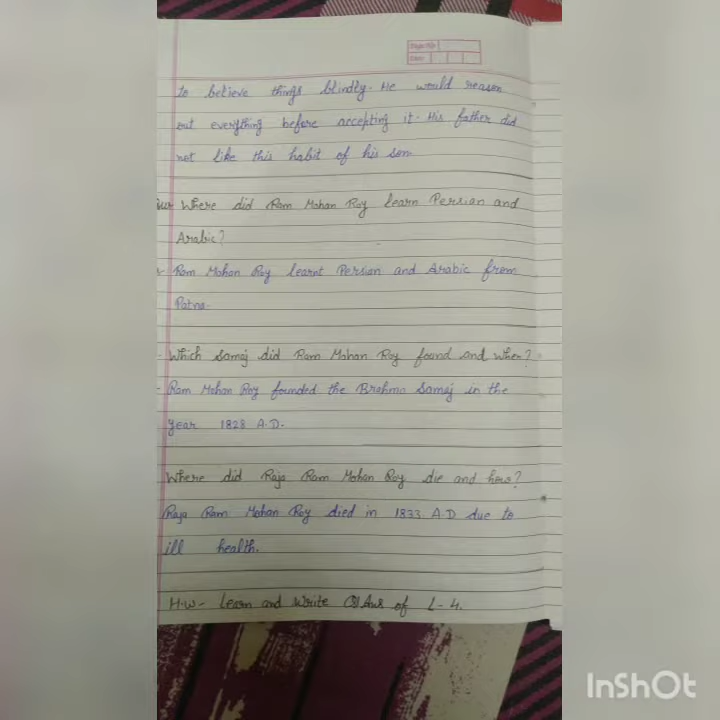 Page No.
Date
to believe things blindly. He would reason
out everything before accepting it. His father did
not like this habit of his son
Where did Ram Mohan Roy learn Persian and
Arabic?
Ram Mohan Roy learnt Persian and Arabic from
Patna.
- Which samaj did Ram Mohan Roy found and when?
- Ram Mohan Roy founded the Brahmo Samaj in the
year 1828 A.D.
Where did Raja Ram Mohan Roy die and how?
Raja Ram Mohan Roy died in 1833 A.D due to
ill health.
H.W- Learn and write Q/Ans of L-4.
InShOt